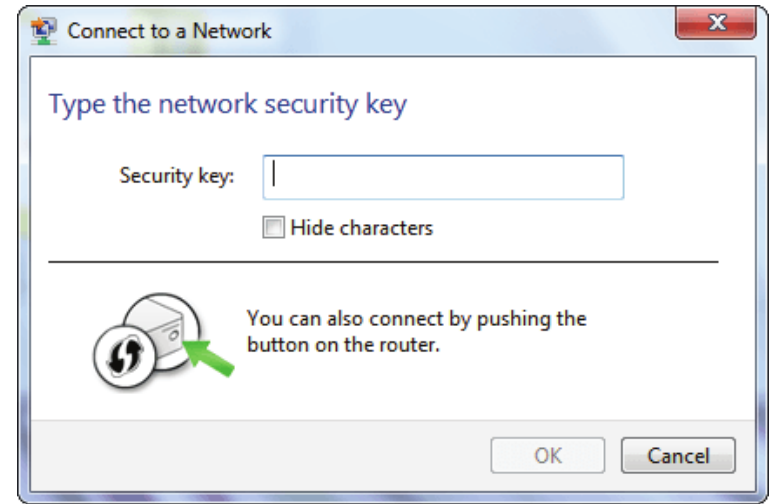 Connect to a Network
Type the network security key
Security key:
Hide characters
You can also connect by pushing the
button on the router.
OK
Cancel